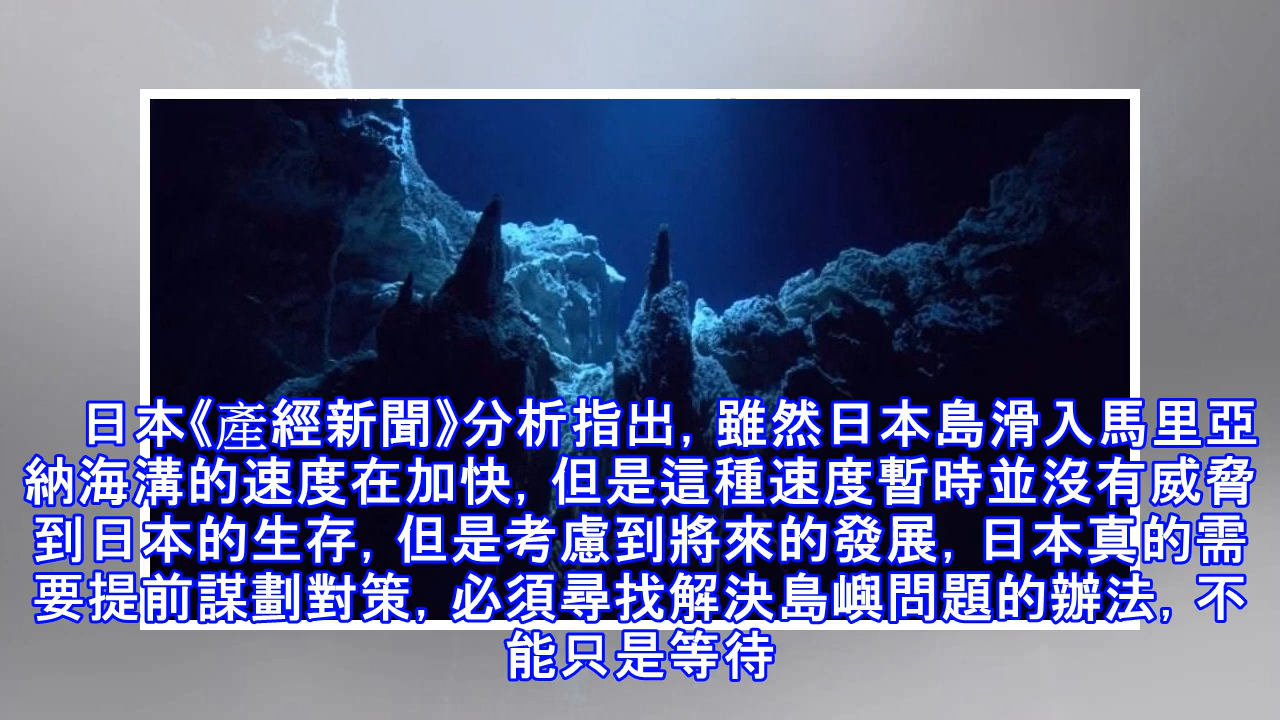 日本《產經新聞》分析指出, 雖然日本島滑入馬里亞
納海溝的速度在加快, 但是這種速度暫時並沒有威脅
到日本的生存, 但是考慮到將來的發展, 日本真的需
要提前謀劃對策, 必須尋找解決島嶼問題的辦法, 不
能只是等待